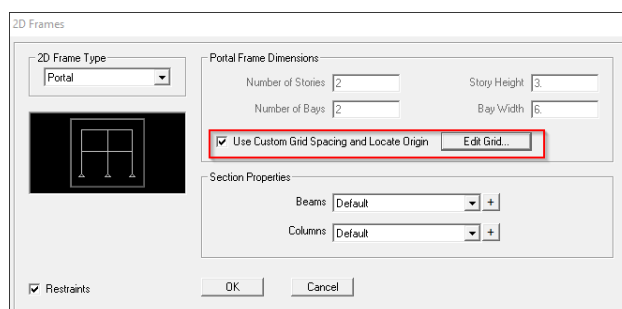 2D Frames
2D Frame Type
Portal
Portal Frame Dimensions
Number of Stories 2
Story Height 3.
Number of Bays 2
Bay Width 6.
Use Custom Grid Spacing and Locate Origin
Edit Grid...
Section Properties
Beams Default +
Columns Default +
Restraints
OK
Cancel